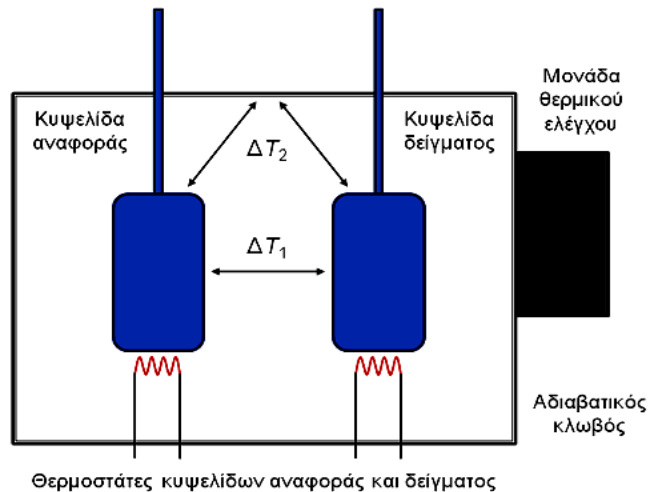 Κυψελίδα
αναφοράς
ΔT₂
Κυψελίδα
δείγματος
Μονάδα
θερμικού
ελέγχου
ΔT₁
Αδιαβατικός
κλωβός
Θερμοστάτες κυψελίδων αναφοράς και δείγματος